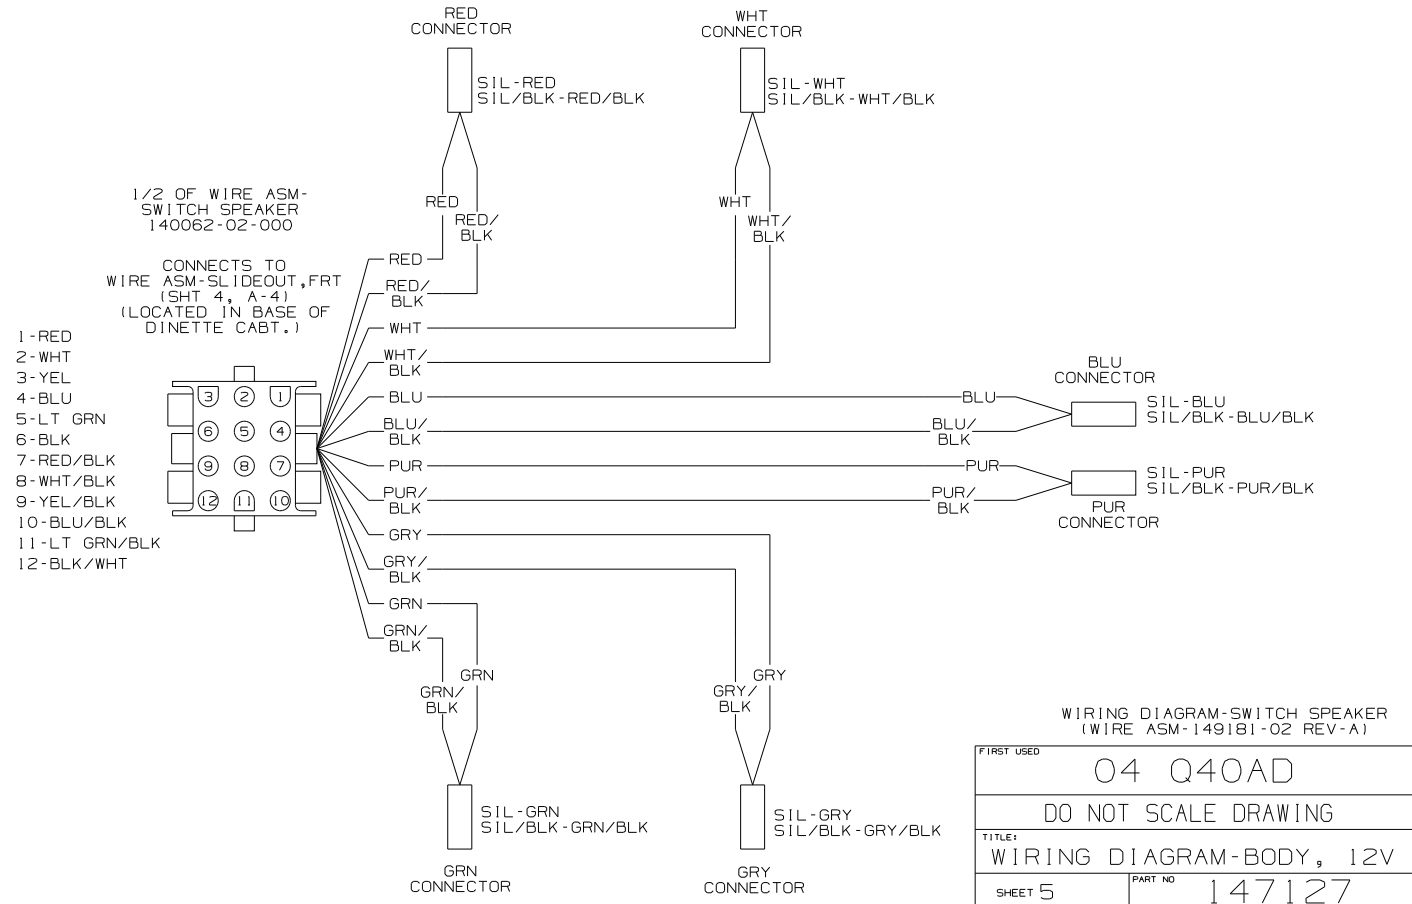 RED
CONNECTOR
SIL-RED
SIL/BLK-RED/BLK
WHT
CONNECTOR
SIL-WHT
SIL/BLK-WHT/BLK
1/2 OF WIRE ASM-
SWITCH SPEAKER
140062-02-000
CONNECTS TO
WIRE ASM-SLIDEOUT,FRT
(SHT 4, A-4)
(LOCATED IN BASE OF
DINETTE CABT.)
RED
RED/
BLK
WHT
WHT/
BLK
1-RED
2-WHT
3-YEL
4-BLU
5-LT GRN
6-BLK
7-RED/BLK
8-WHT/BLK
9-YEL/BLK
10-BLU/BLK
11-LT GRN/BLK
12-BLK/WHT
3 2 1
6 5 4
9 8 7
12 11 10
RED
RED/
BLK
WHT
WHT/
BLK
BLU
BLU/
BLK
PUR
PUR/
BLK
GRY
GRY/
BLK
GRN
GRN/
BLK
BLU
BLU/
BLK
PUR
PUR/
BLK
BLU
CONNECTOR
SIL-BLU
SIL/BLK-BLU/BLK
SIL-PUR
SIL/BLK-PUR/BLK
PUR
CONNECTOR
GRN
GRN/
BLK
GRY
GRY/
BLK
SIL-GRN
SIL/BLK-GRN/BLK
GRN
CONNECTOR
SIL-GRY
SIL/BLK-GRY/BLK
GRY
CONNECTOR
WIRING DIAGRAM-SWITCH SPEAKER
(WIRE ASM-149181-02 REV-A)
FIRST USED
04 Q40AD
DO NOT SCALE DRAWING
TITLE:
WIRING DIAGRAM-BODY, 12V
SHEET 5
PART NO
147127